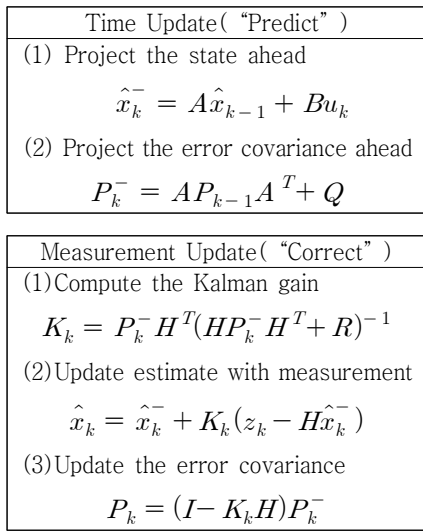 Time Update( “Predict” )
(1) Project the state ahead
x̂ₖ⁻ = Ax̂ₖ₋₁ + Buₖ
(2) Project the error covariance ahead
Pₖ⁻ = APₖ₋₁Aᵀ + Q
Measurement Update( “Correct” )
(1)Compute the Kalman gain
Kₖ = Pₖ⁻Hᵀ(HPₖ⁻Hᵀ + R)⁻¹
(2)Update estimate with measurement
x̂ₖ = x̂ₖ⁻ + Kₖ(zₖ − Hx̂ₖ⁻)
(3)Update the error covariance
Pₖ = (I − KₖH)Pₖ⁻